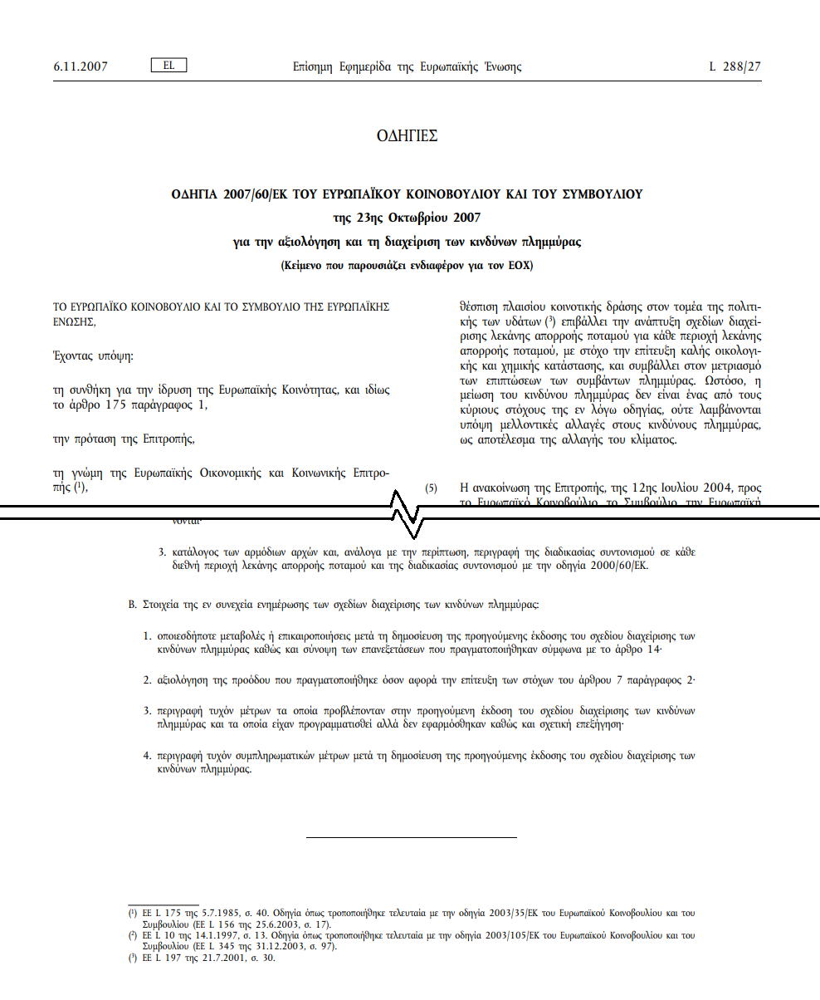 6.11.2007 EL Επίσημη Εφημερίδα της Ευρωπαϊκής Ένωσης L 288/27
ΟΔΗΓΙΕΣ
ΟΔΗΓΙΑ 2007/60/ΕΚ ΤΟΥ ΕΥΡΩΠΑΪΚΟΥ ΚΟΙΝΟΒΟΥΛΙΟΥ ΚΑΙ ΤΟΥ ΣΥΜΒΟΥΛΙΟΥ
της 23ης Οκτωβρίου 2007
για την αξιολόγηση και τη διαχείριση των κινδύνων πλημμύρας
(Κείμενο που παρουσιάζει ενδιαφέρον για τον ΕΟΧ)
ΤΟ ΕΥΡΩΠΑΪΚΟ ΚΟΙΝΟΒΟΥΛΙΟ ΚΑΙ ΤΟ ΣΥΜΒΟΥΛΙΟ ΤΗΣ ΕΥΡΩΠΑΪΚΗΣ
ΕΝΩΣΗΣ,
Έχοντας υπόψη:
τη συνθήκη για την ίδρυση της Ευρωπαϊκής Κοινότητας, και ιδίως
το άρθρο 175 παράγραφος 1,
την πρόταση της Επιτροπής,
τη γνώμη της Ευρωπαϊκής Οικονομικής και Κοινωνικής Επιτρο-
πής (¹),
θέσπιση πλαισίου κοινοτικής δράσης στον τομέα της πολιτι-
κής των υδάτων (³) επιβάλλει την ανάπτυξη σχεδίων διαχεί-
ρισης λεκάνης απορροής ποταμού για κάθε περιοχή λεκάνης
απορροής ποταμού, με στόχο την επίτευξη καλής οικολογι-
κής και χημικής κατάστασης, και συμβάλλει στον μετριασμό
των επιπτώσεων των συμβάντων πλημμύρας. Ωστόσο, η
μείωση του κινδύνου πλημμύρας δεν είναι ένας από τους
κύριους στόχους της εν λόγω οδηγίας, ούτε λαμβάνονται
υπόψη μελλοντικές αλλαγές στους κινδύνους πλημμύρας,
ως αποτέλεσμα της αλλαγής του κλίματος.
(5) Η ανακοίνωση της Επιτροπής, της 12ης Ιουλίου 2004, προς
το Ευρωπαϊκό Κοινοβούλιο, το Συμβούλιο, την Ευρωπαϊκή
νονται·
3. κατάλογος των αρμόδιων αρχών και, ανάλογα με την περίπτωση, περιγραφή της διαδικασίας συντονισμού σε κάθε
διεθνή περιοχή λεκάνης απορροής ποταμού και της διαδικασίας συντονισμού με την οδηγία 2000/60/ΕΚ.
Β. Στοιχεία της εν συνεχεία ενημέρωσης των σχεδίων διαχείρισης των κινδύνων πλημμύρας:
1. οποιεσδήποτε μεταβολές ή επικαιροποιήσεις μετά τη δημοσίευση της προηγούμενης έκδοσης του σχεδίου διαχείρισης των
κινδύνων πλημμύρας καθώς και σύνοψη των επανεξετάσεων που πραγματοποιήθηκαν σύμφωνα με το άρθρο 14·
2. αξιολόγηση της προόδου που πραγματοποιήθηκε όσον αφορά την επίτευξη των στόχων του άρθρου 7 παράγραφος 2·
3. περιγραφή τυχόν μέτρων τα οποία προβλέπονταν στην προηγούμενη έκδοση του σχεδίου διαχείρισης των κινδύνων
πλημμύρας και τα οποία είχαν προγραμματισθεί αλλά δεν εφαρμόσθηκαν καθώς και σχετική επεξήγηση·
4. περιγραφή τυχόν συμπληρωματικών μέτρων μετά τη δημοσίευση της προηγούμενης έκδοσης του σχεδίου διαχείρισης των
κινδύνων πλημμύρας.
(¹) ΕΕ L 175 της 5.7.1985, σ. 40. Οδηγία όπως τροποποιήθηκε τελευταία με την οδηγία 2003/35/ΕΚ του Ευρωπαϊκού Κοινοβουλίου και του
Συμβουλίου (ΕΕ L 156 της 25.6.2003, σ. 17).
(²) ΕΕ L 10 της 14.1.1997, σ. 13. Οδηγία όπως τροποποιήθηκε τελευταία με την οδηγία 2003/105/ΕΚ του Ευρωπαϊκού Κοινοβουλίου και του
Συμβουλίου (ΕΕ L 345 της 31.12.2003, σ. 97).
(³) ΕΕ L 197 της 21.7.2001, σ. 30.